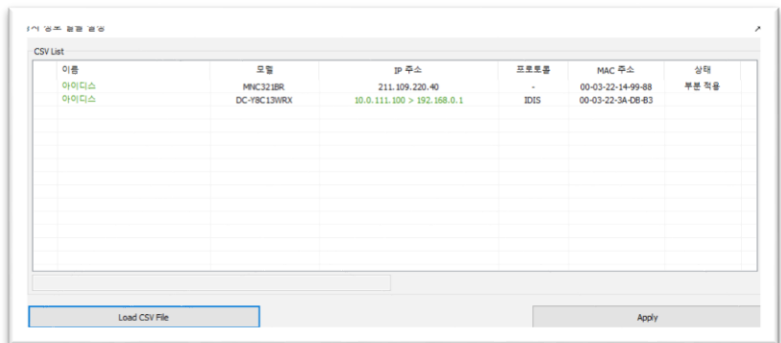 CSV List
이름 모델 IP 주소 프로토콜 MAC 주소 상태
아이디스 MNC321BR 211.109.220.40 - 00-03-22-14-99-88 부분 적용
아이디스 DC-Y8C13WRX 10.0.111.100 > 192.168.0.1 IDIS 00-03-22-3A-DB-B3
Load CSV File Apply